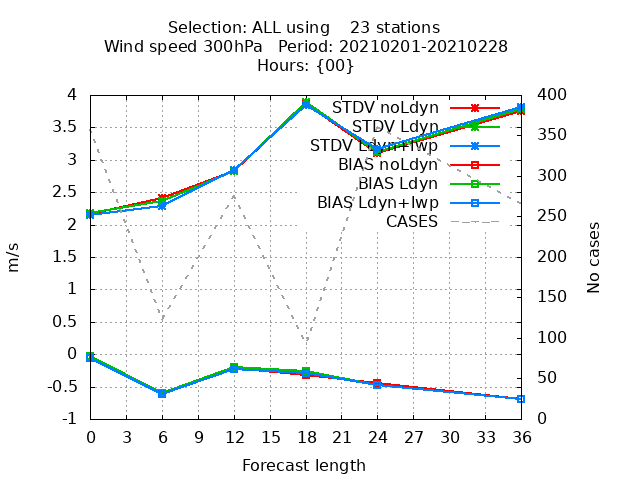 Selection: ALL using    23 stations
Wind speed 300hPa   Period: 20210201-20210228
Hours: {00}
4
3.5
3
2.5
2
1.5
1
0.5
0
-0.5
-1
m/s
STDV noLdyn
STDV Ldyn
STDV Ldyn+lwp
BIAS noLdyn
BIAS Ldyn
BIAS Ldyn+lwp
CASES
400
350
300
250
200
150
100
50
0
No cases
0 3 6 9 12 15 18 21 24 27 30 33 36
Forecast length